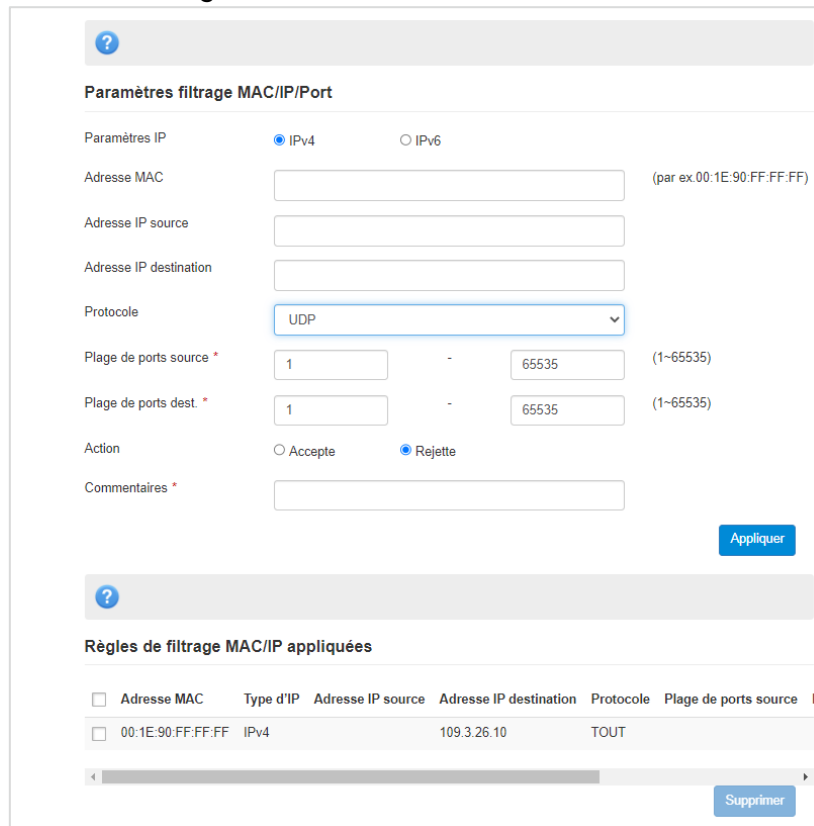 Paramètres filtrage MAC/IP/Port
Paramètres IP IPv4 IPv6
Adresse MAC (par ex.00:1E:90:FF:FF:FF)
Adresse IP source
Adresse IP destination
Protocole UDP
Plage de ports source * 1 - 65535 (1~65535)
Plage de ports dest. * 1 - 65535 (1~65535)
Action Accepte Rejette
Commentaires *
Appliquer
Règles de filtrage MAC/IP appliquées
Adresse MAC Type d'IP Adresse IP source Adresse IP destination Protocole Plage de ports source
00:1E:90:FF:FF:FF IPv4 109.3.26.10 TOUT
Supprimer